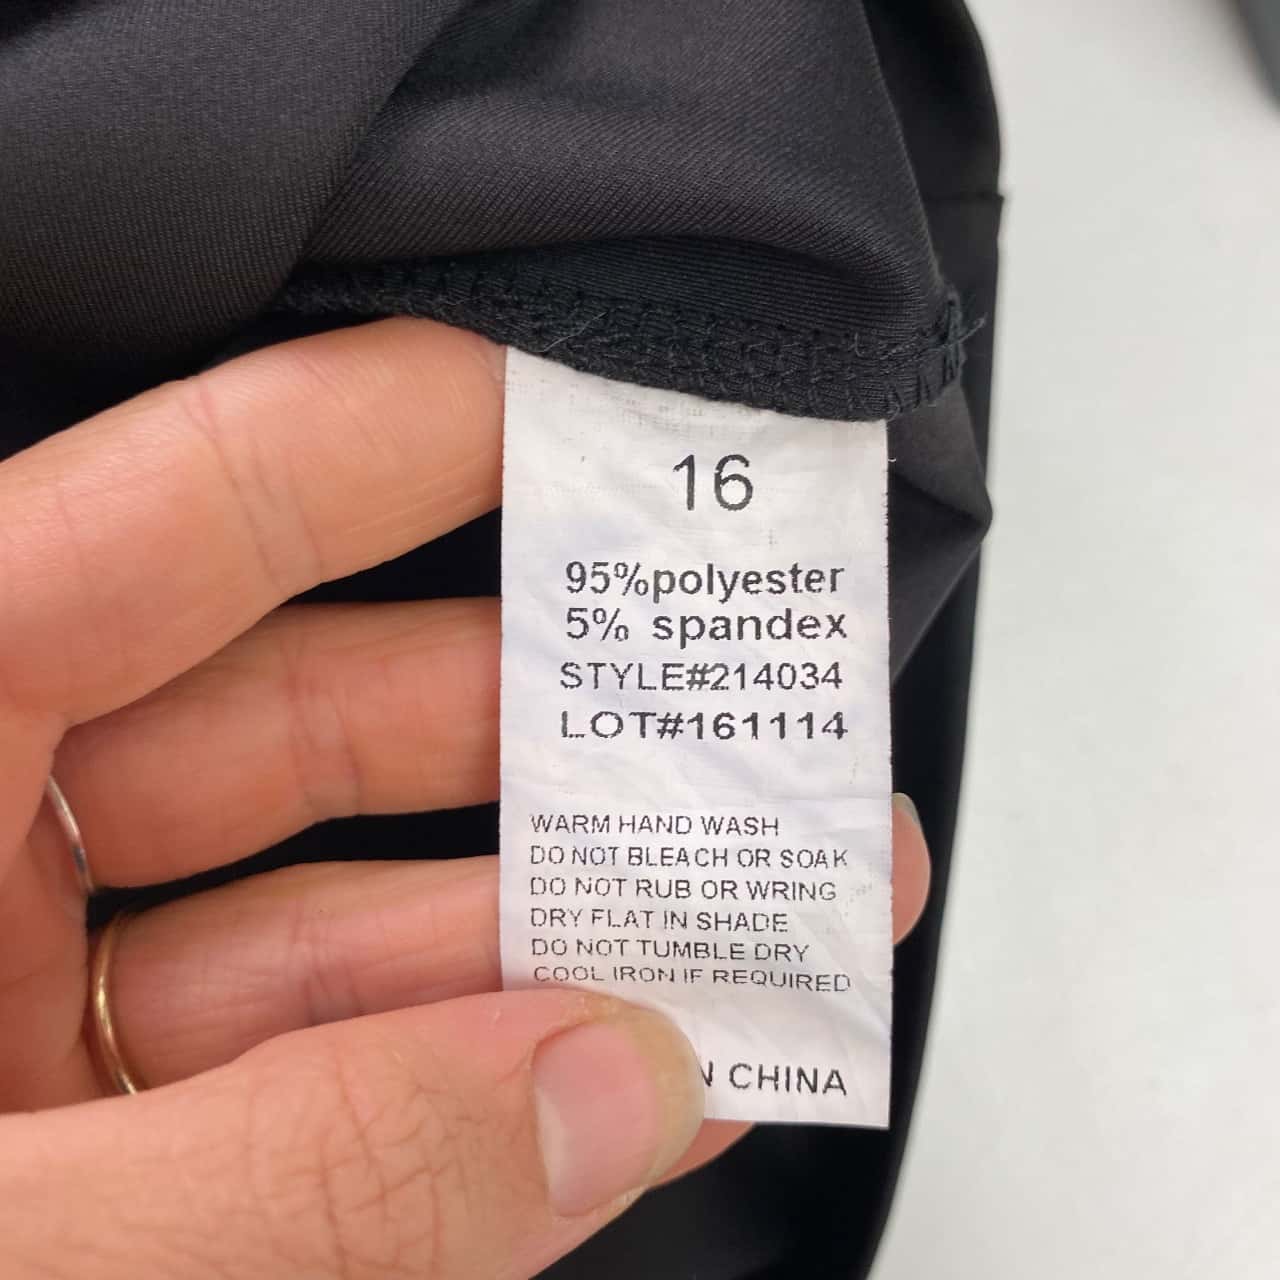 16
95%polyester
5% spandex
STYLE#214034
LOT#161114
WARM HAND WASH
DO NOT BLEACH OR SOAK
DO NOT RUB OR WRING
DRY FLAT IN SHADE
DO NOT TUMBLE DRY
COOL IRON IF REQUIRED
CHINA